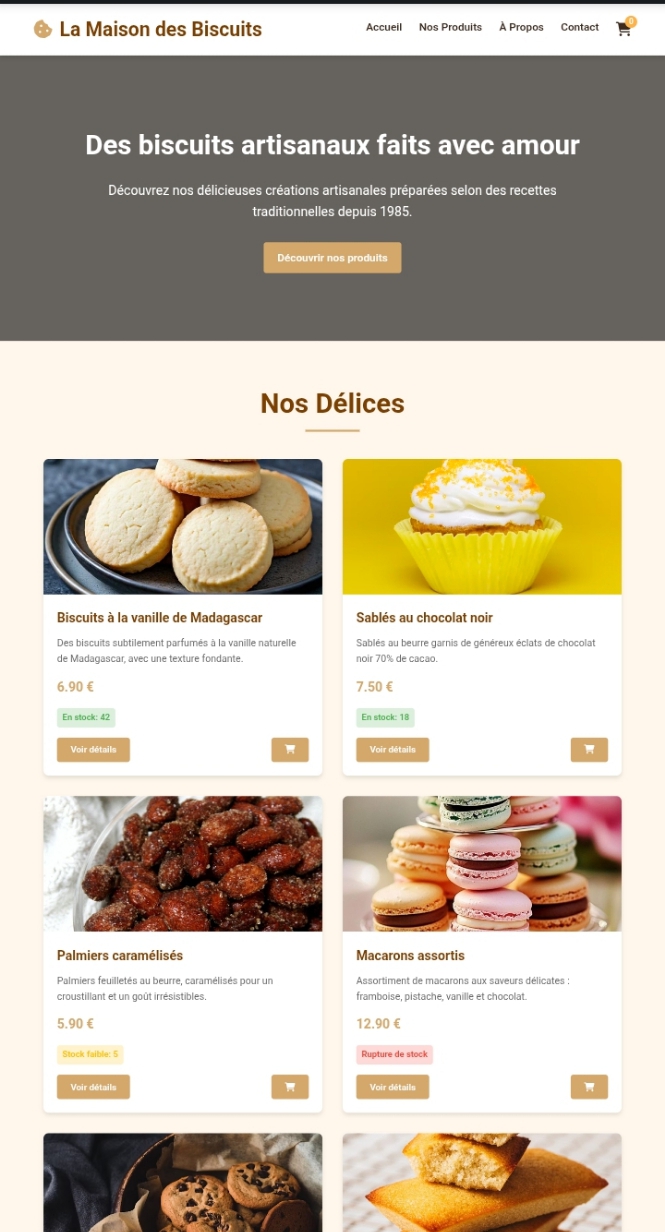 La Maison des Biscuits
Accueil
Nos Produits
À Propos
Contact
0
Des biscuits artisanaux faits avec amour
Découvrez nos délicieuses créations artisanales préparées selon des recettes
traditionnelles depuis 1985.
Découvrir nos produits
Nos Délices
Biscuits à la vanille de Madagascar
Des biscuits subtilement parfumés à la vanille naturelle
de Madagascar, avec une texture fondante.
6.90 €
En stock: 42
Voir détails
Sablés au chocolat noir
Sablés au beurre garnis de généreux éclats de chocolat
noir 70% de cacao.
7.50 €
En stock: 18
Voir détails
Palmiers caramélisés
Palmiers feuilletés au beurre, caramélisés pour un
croustillant et un goût irrésistibles.
5.90 €
Stock faible: 5
Voir détails
Macarons assortis
Assortiment de macarons aux saveurs délicates :
framboise, pistache, vanille et chocolat.
12.90 €
Rupture de stock
Voir détails